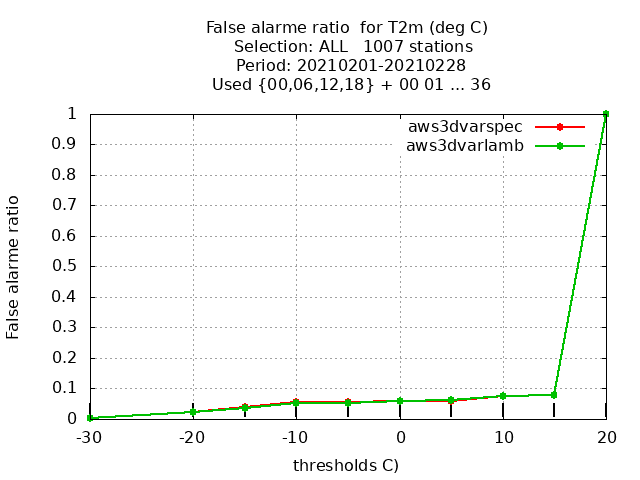 False alarme ratio  for T2m (deg C)
Selection: ALL   1007 stations
Period: 20210201-20210228
Used {00,06,12,18} + 00 01 ... 36
aws3dvarspec
aws3dvarlamb
False alarme ratio
1
0.9
0.8
0.7
0.6
0.5
0.4
0.3
0.2
0.1
0
-30 -20 -10 0 10 20
thresholds C)